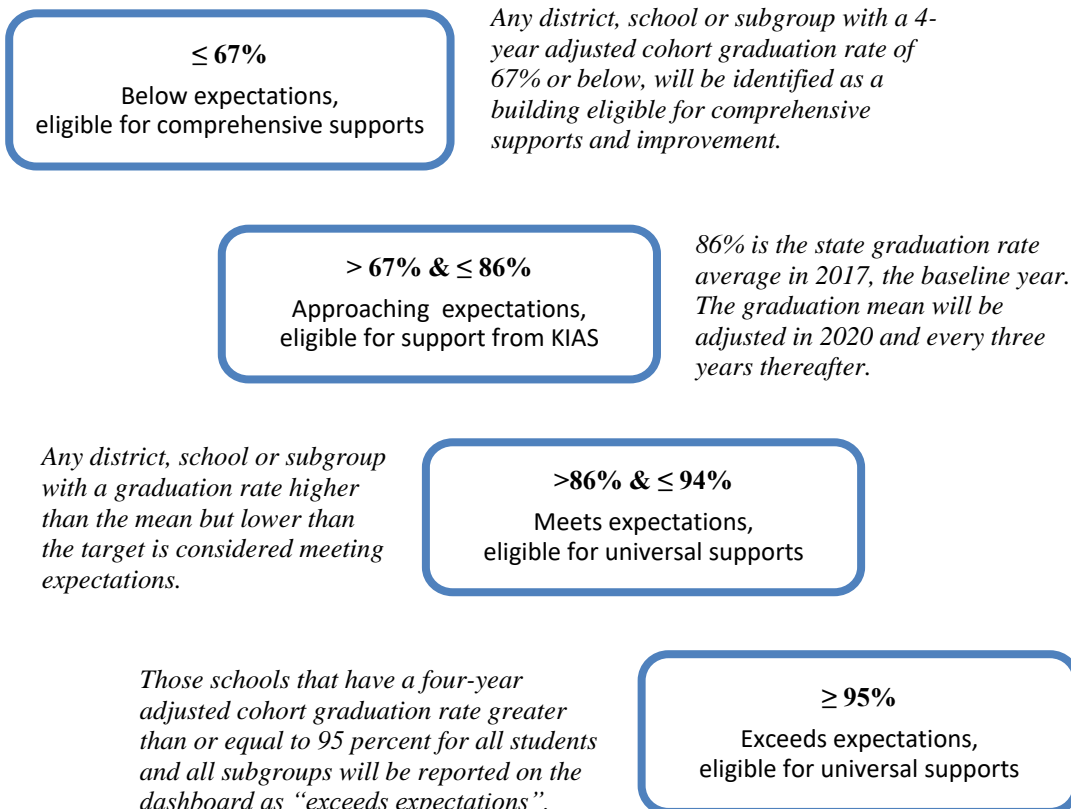 ≤ 67%
Below expectations,
eligible for comprehensive supports
Any district, school or subgroup with a 4-
year adjusted cohort graduation rate of
67% or below, will be identified as a
building eligible for comprehensive
supports and improvement.
> 67% & ≤ 86%
Approaching  expectations,
eligible for support from KIAS
86% is the state graduation rate
average in 2017, the baseline year.
The graduation mean will be
adjusted in 2020 and every three
years thereafter.
Any district, school or subgroup
with a graduation rate higher
than the mean but lower than
the target is considered meeting
expectations.
>86% & ≤ 94%
Meets expectations,
eligible for universal supports
Those schools that have a four-year
adjusted cohort graduation rate greater
than or equal to 95 percent for all students
and all subgroups will be reported on the
dashboard as “exceeds expectations”.
≥ 95%
Exceeds expectations,
eligible for universal supports